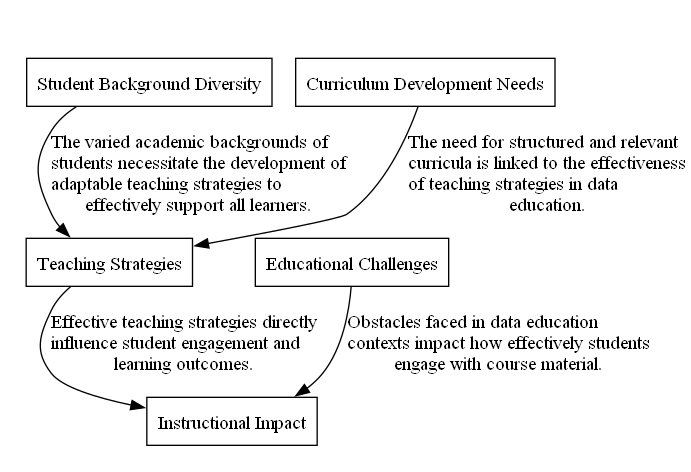 Student Background Diversity
Curriculum Development Needs
The varied academic backgrounds of
students necessitate the development of
adaptable teaching strategies to
effectively support all learners.
The need for structured and relevant
curricula is linked to the effectiveness
of teaching strategies in data
education.
Teaching Strategies
Educational Challenges
Effective teaching strategies directly
influence student engagement and
learning outcomes.
Obstacles faced in data education
contexts impact how effectively students
engage with course material.
Instructional Impact